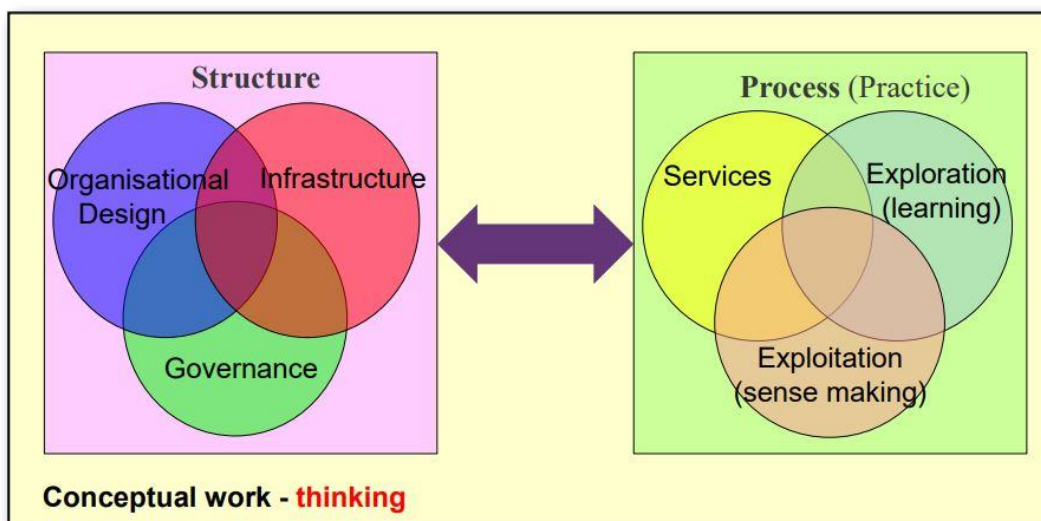 Structure
Organisational
Design
Infrastructure
Governance
Process (Practice)
Services
Exploration
(learning)
Exploitation
(sense making)
Conceptual work - thinking